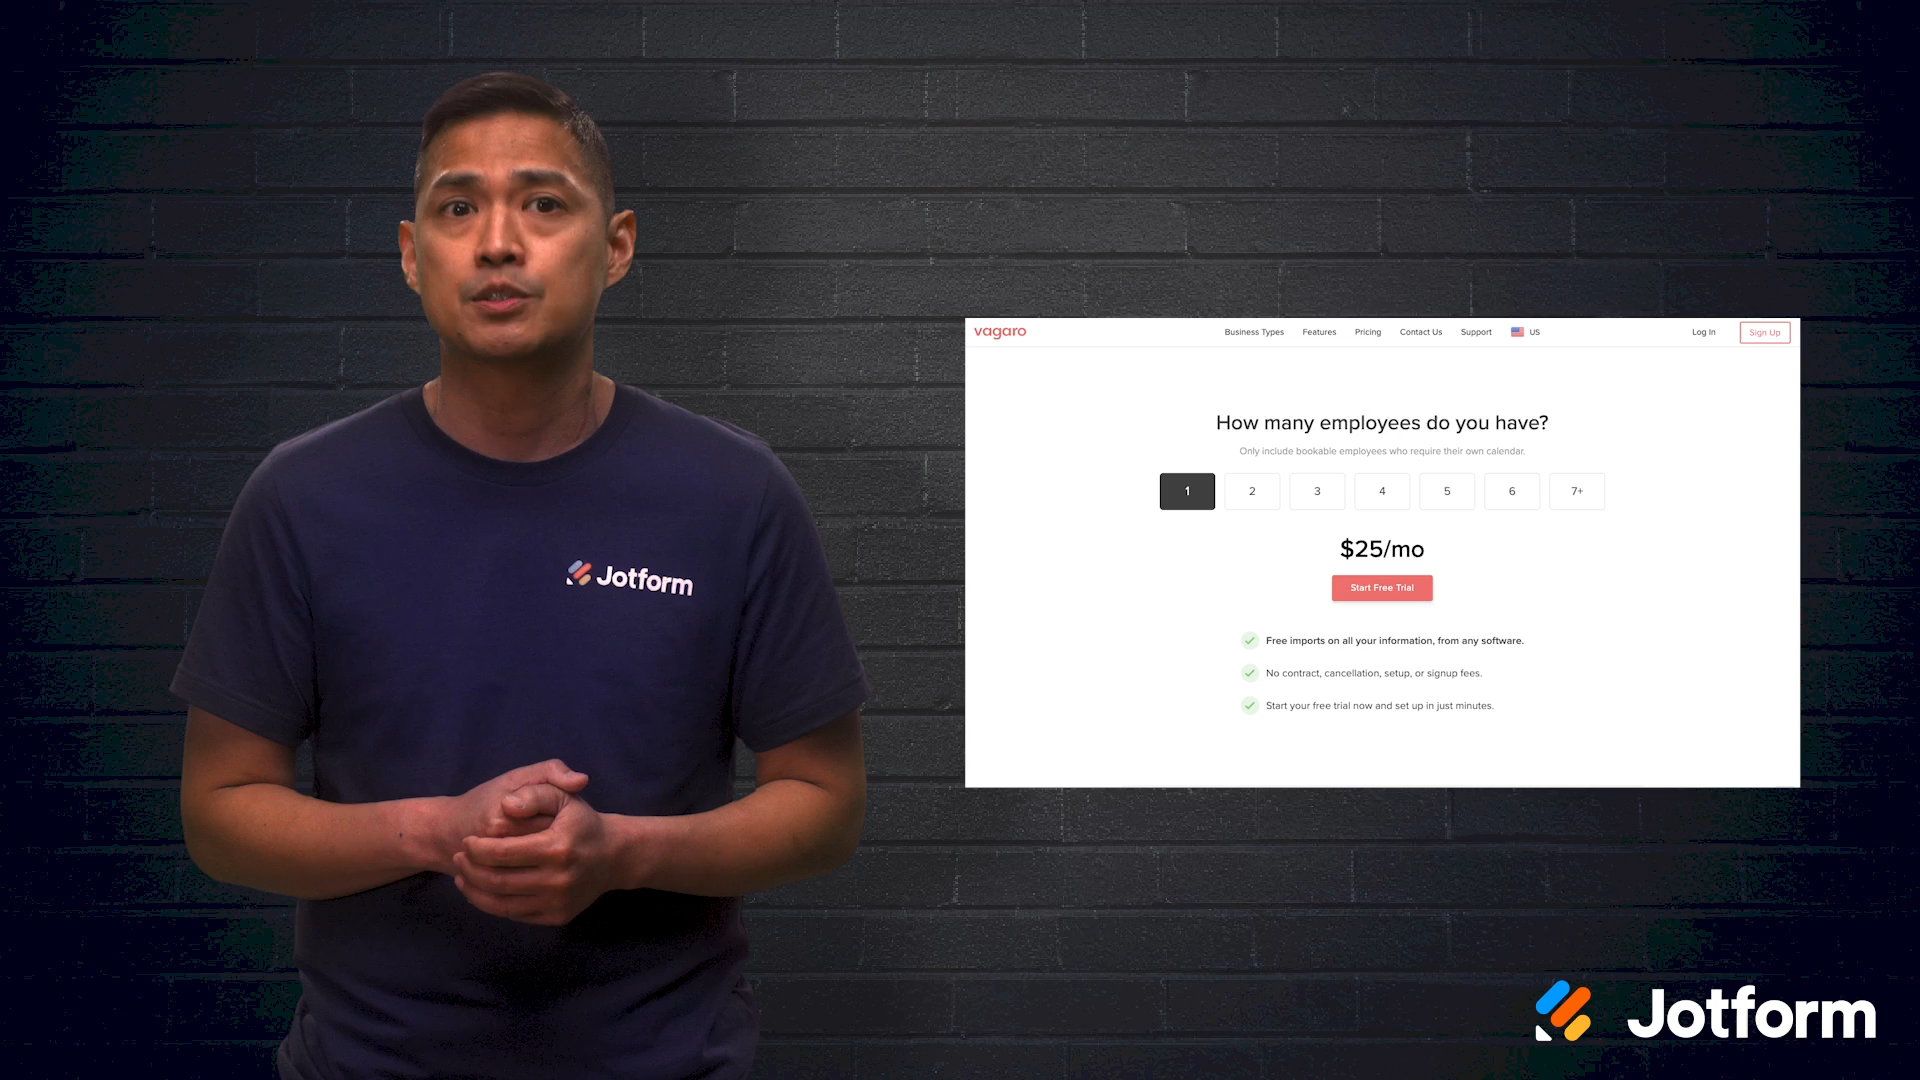 Jotform
vagaro
Business Types
Features
Pricing
Contact Us
Support
US
Log In
Sign Up
How many employees do you have?
Only include bookable employees who require their own calendar.
1
2
3
4
5
6
7+
$25/mo
Start Free Trial
Free imports on all your information, from any software.
No contract, cancellation, setup, or signup fees.
Start your free trial now and set up in just minutes.
Jotform